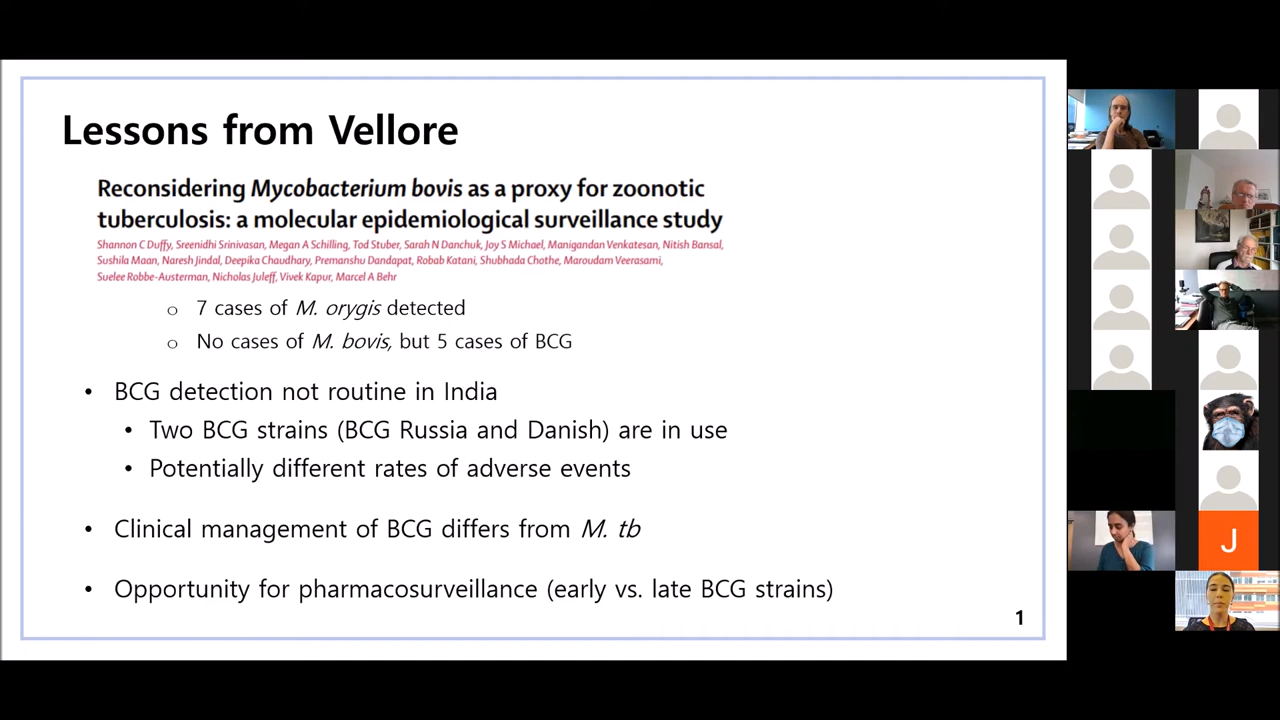 Lessons from Vellore
Reconsidering Mycobacterium bovis as a proxy for zoonotic
tuberculosis: a molecular epidemiological surveillance study
Shannon C Duffy, Sreenidhi Srinivasan, Megan A Schilling, Tod Stuber, Sarah N Danchuk, Joy S Michael, Manigandan Venkatesan, Nitish Bansal,
Sushila Maan, Naresh Jindal, Deepika Chaudhary, Premanshu Dandapat, Robab Katani, Shubhada Chothe, Maroudam Veerasami,
Suelee Robbe-Austerman, Nicholas Juleff, Vivek Kapur, Marcel A Behr
o 7 cases of M. orygis detected
o No cases of M. bovis, but 5 cases of BCG
• BCG detection not routine in India
• Two BCG strains (BCG Russia and Danish) are in use
• Potentially different rates of adverse events
• Clinical management of BCG differs from M. tb
• Opportunity for pharmacosurveillance (early vs. late BCG strains)
1
J